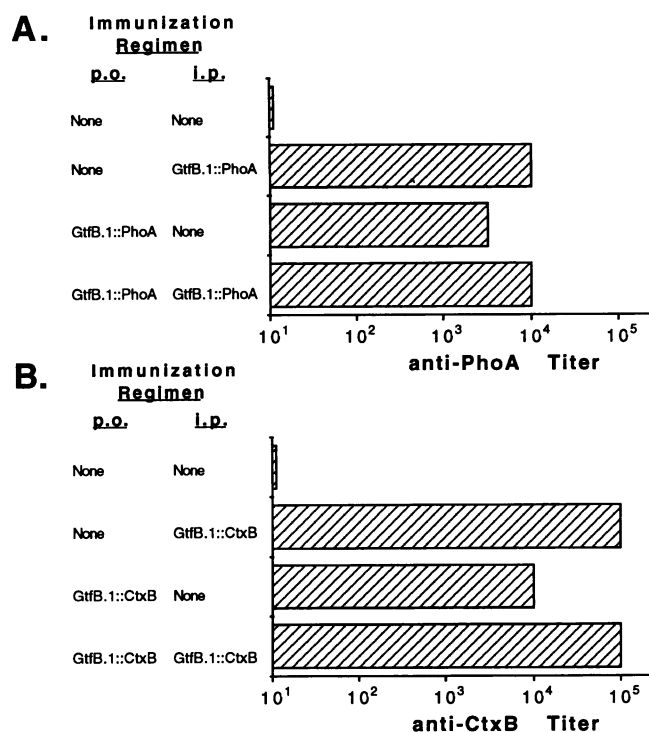 A.
Immunization
Regimen
p.o. i.p.
None None
None GtfB.1::PhoA
GtfB.1::PhoA None
GtfB.1::PhoA GtfB.1::PhoA
10^1 10^2 10^3 10^4 10^5
anti-PhoA Titer
B.
Immunization
Regimen
p.o. i.p.
None None
None GtfB.1::CtxB
GtfB.1::CtxB None
GtfB.1::CtxB GtfB.1::CtxB
10^1 10^2 10^3 10^4 10^5
anti-CtxB Titer